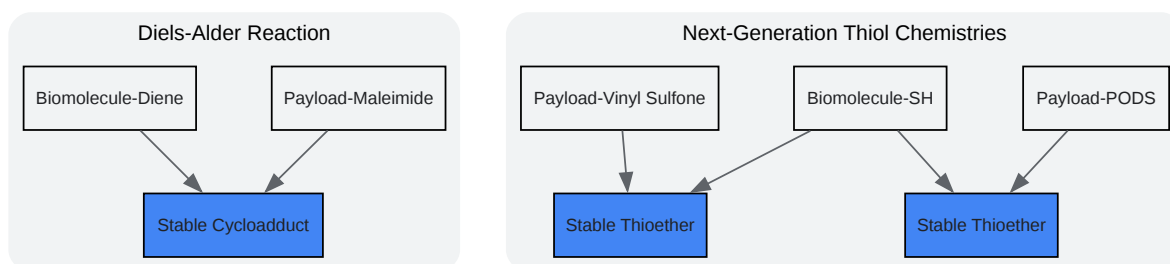 Diels-Alder Reaction
Biomolecule-Diene
Payload-Maleimide
Stable Cycloadduct
Next-Generation Thiol Chemistries
Payload-Vinyl Sulfone
Biomolecule-SH
Payload-PODS
Stable Thioether
Stable Thioether